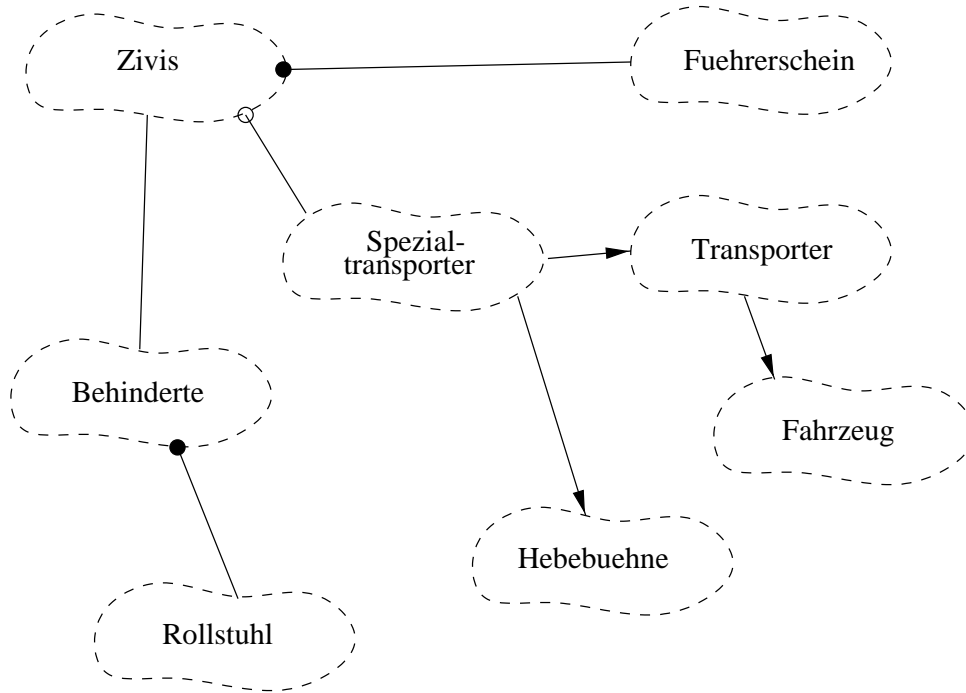 Zivis
Fuehrerschein
Spezial-
transporter
Transporter
Behinderte
Fahrzeug
Hebebuehne
Rollstuhl